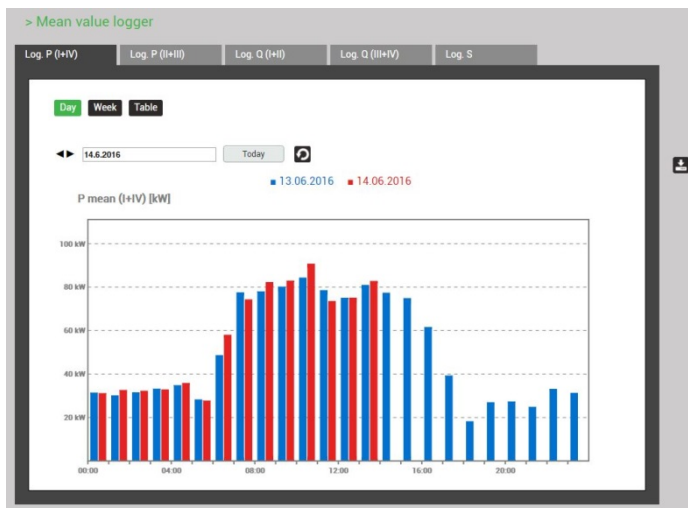 > Mean value logger
Log. P (I+IV) Log. P (II+III) Log. Q (I+II) Log. Q (III+IV) Log. S
Day Week Table
14.6.2016 Today
13.06.2016 14.06.2016
P mean (I+IV) [kW]
100 kW
80 kW
60 kW
40 kW
20 kW
00:00 04:00 08:00 12:00 16:00 20:00